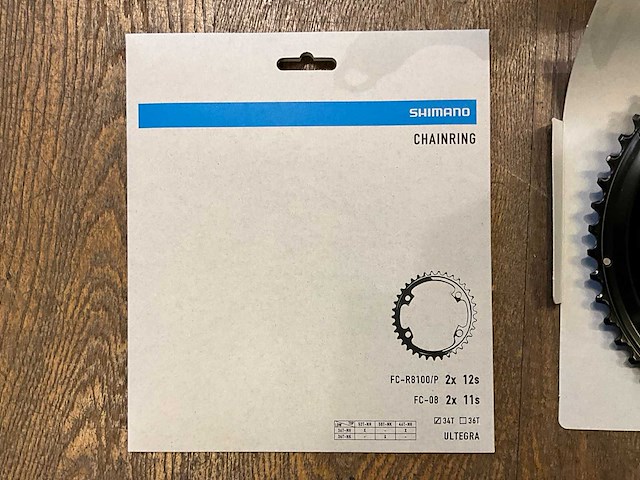 SHIMANO
CHAINRING
FC-R8100/P 2x 12s
FC-08 2x 11s
☑ 34T ☐ 36T
ULTEGRA